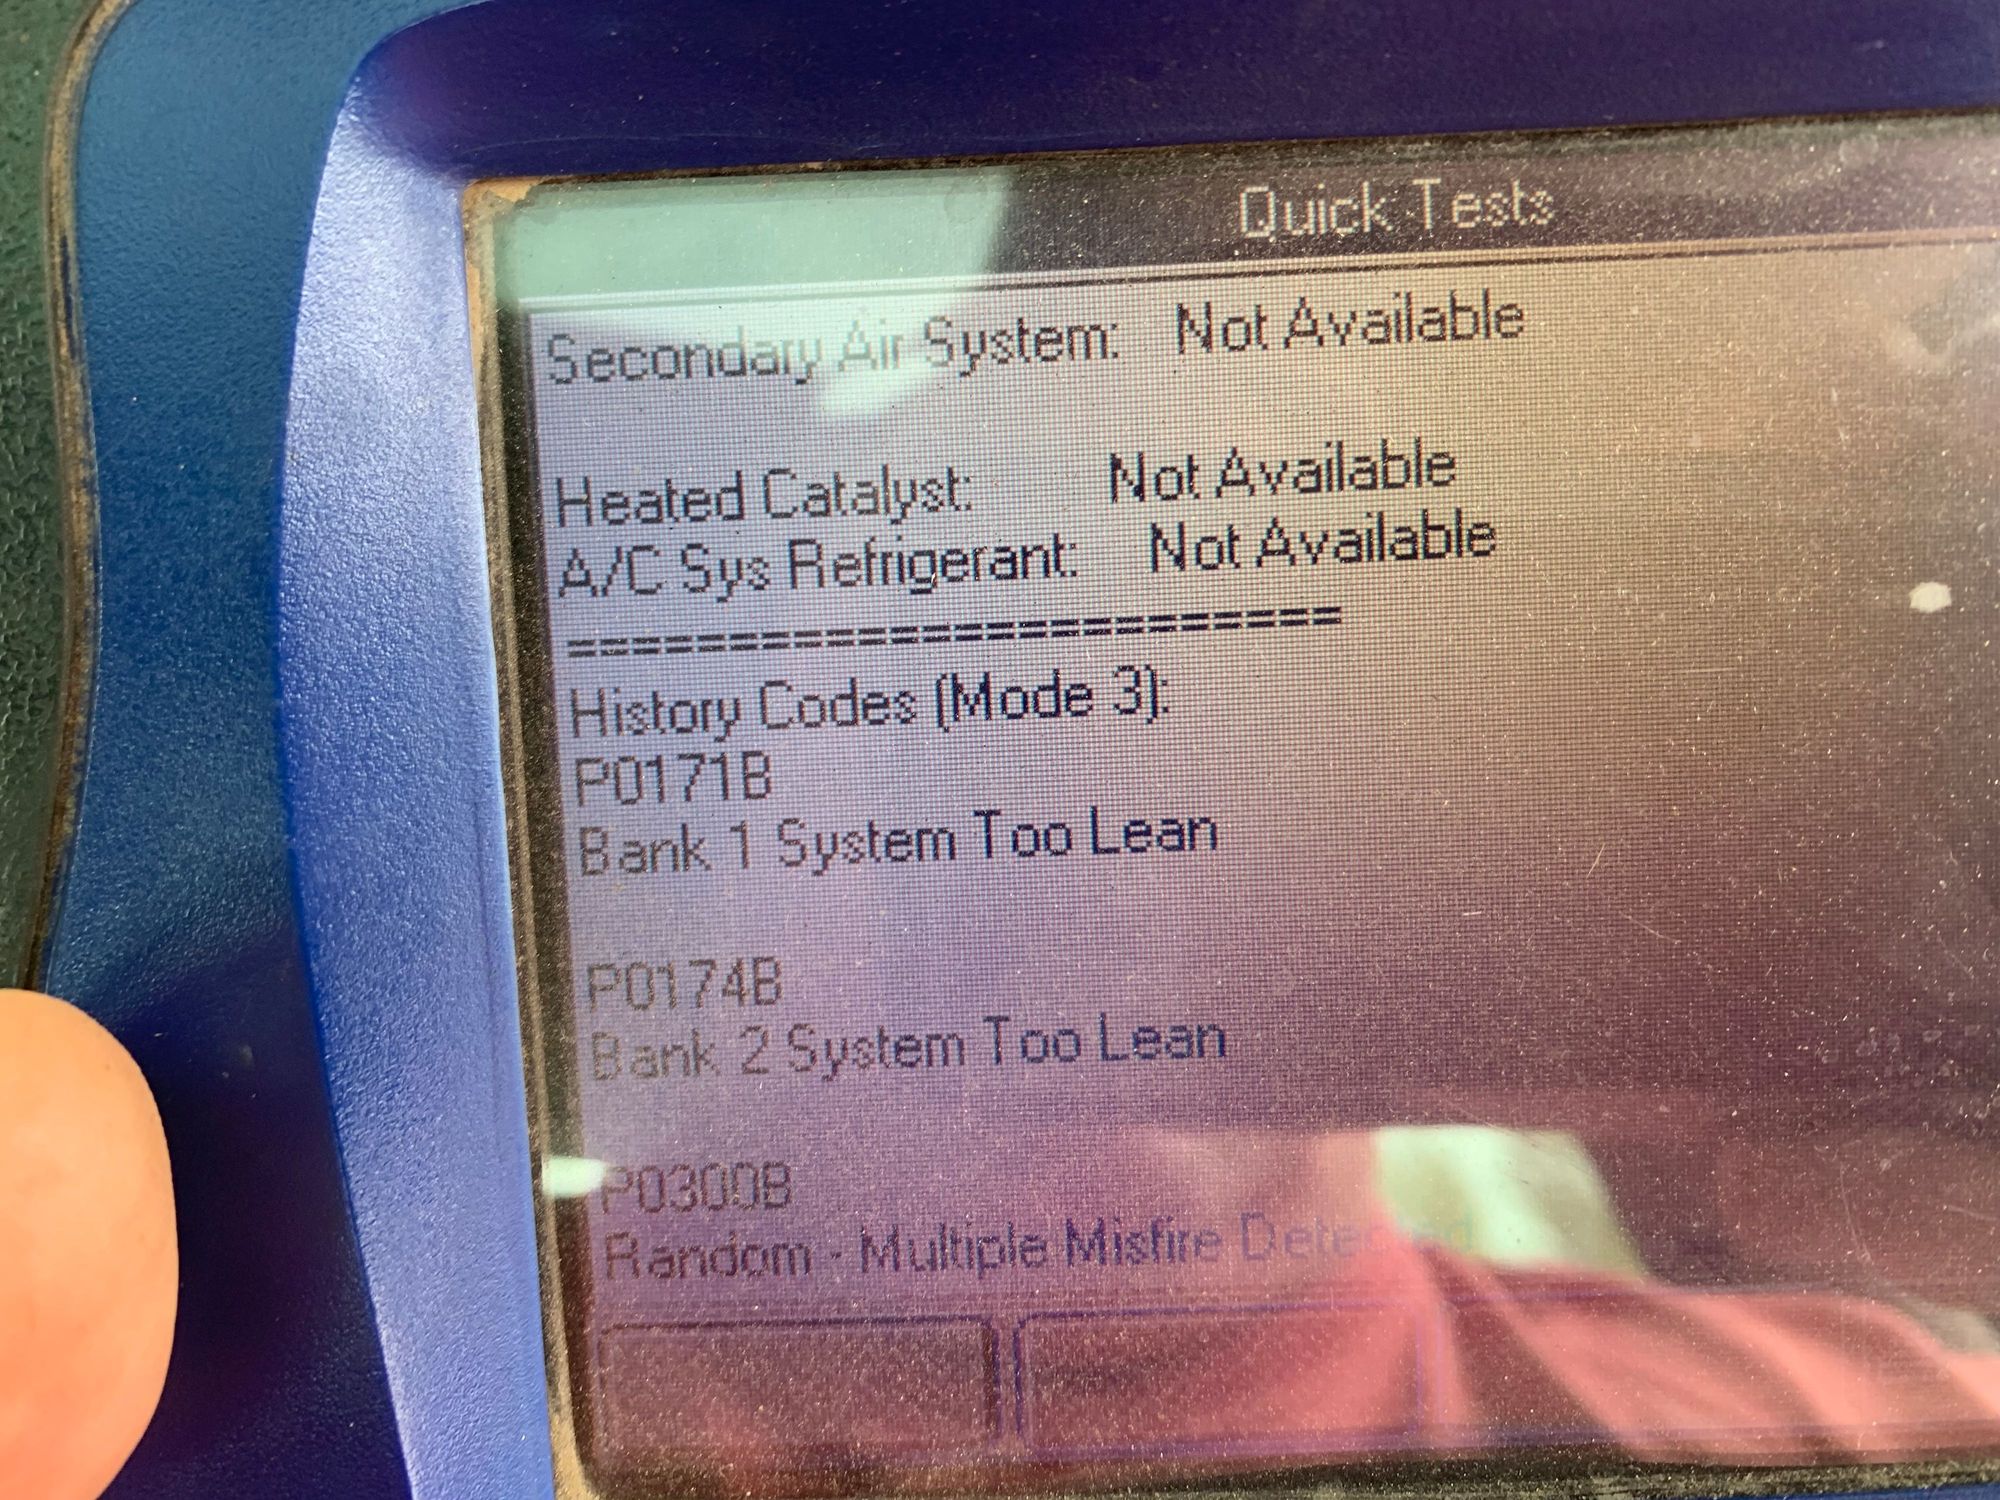 Quick Tests
Secondary Air System: Not Available
Heated Catalyst: Not Available
A/C Sys Refrigerant: Not Available
========================
History Codes (Mode 3):
P0171B
Bank 1 System Too Lean
P0174B
Bank 2 System Too Lean
P0300B
Random - Multiple Misfire Detected